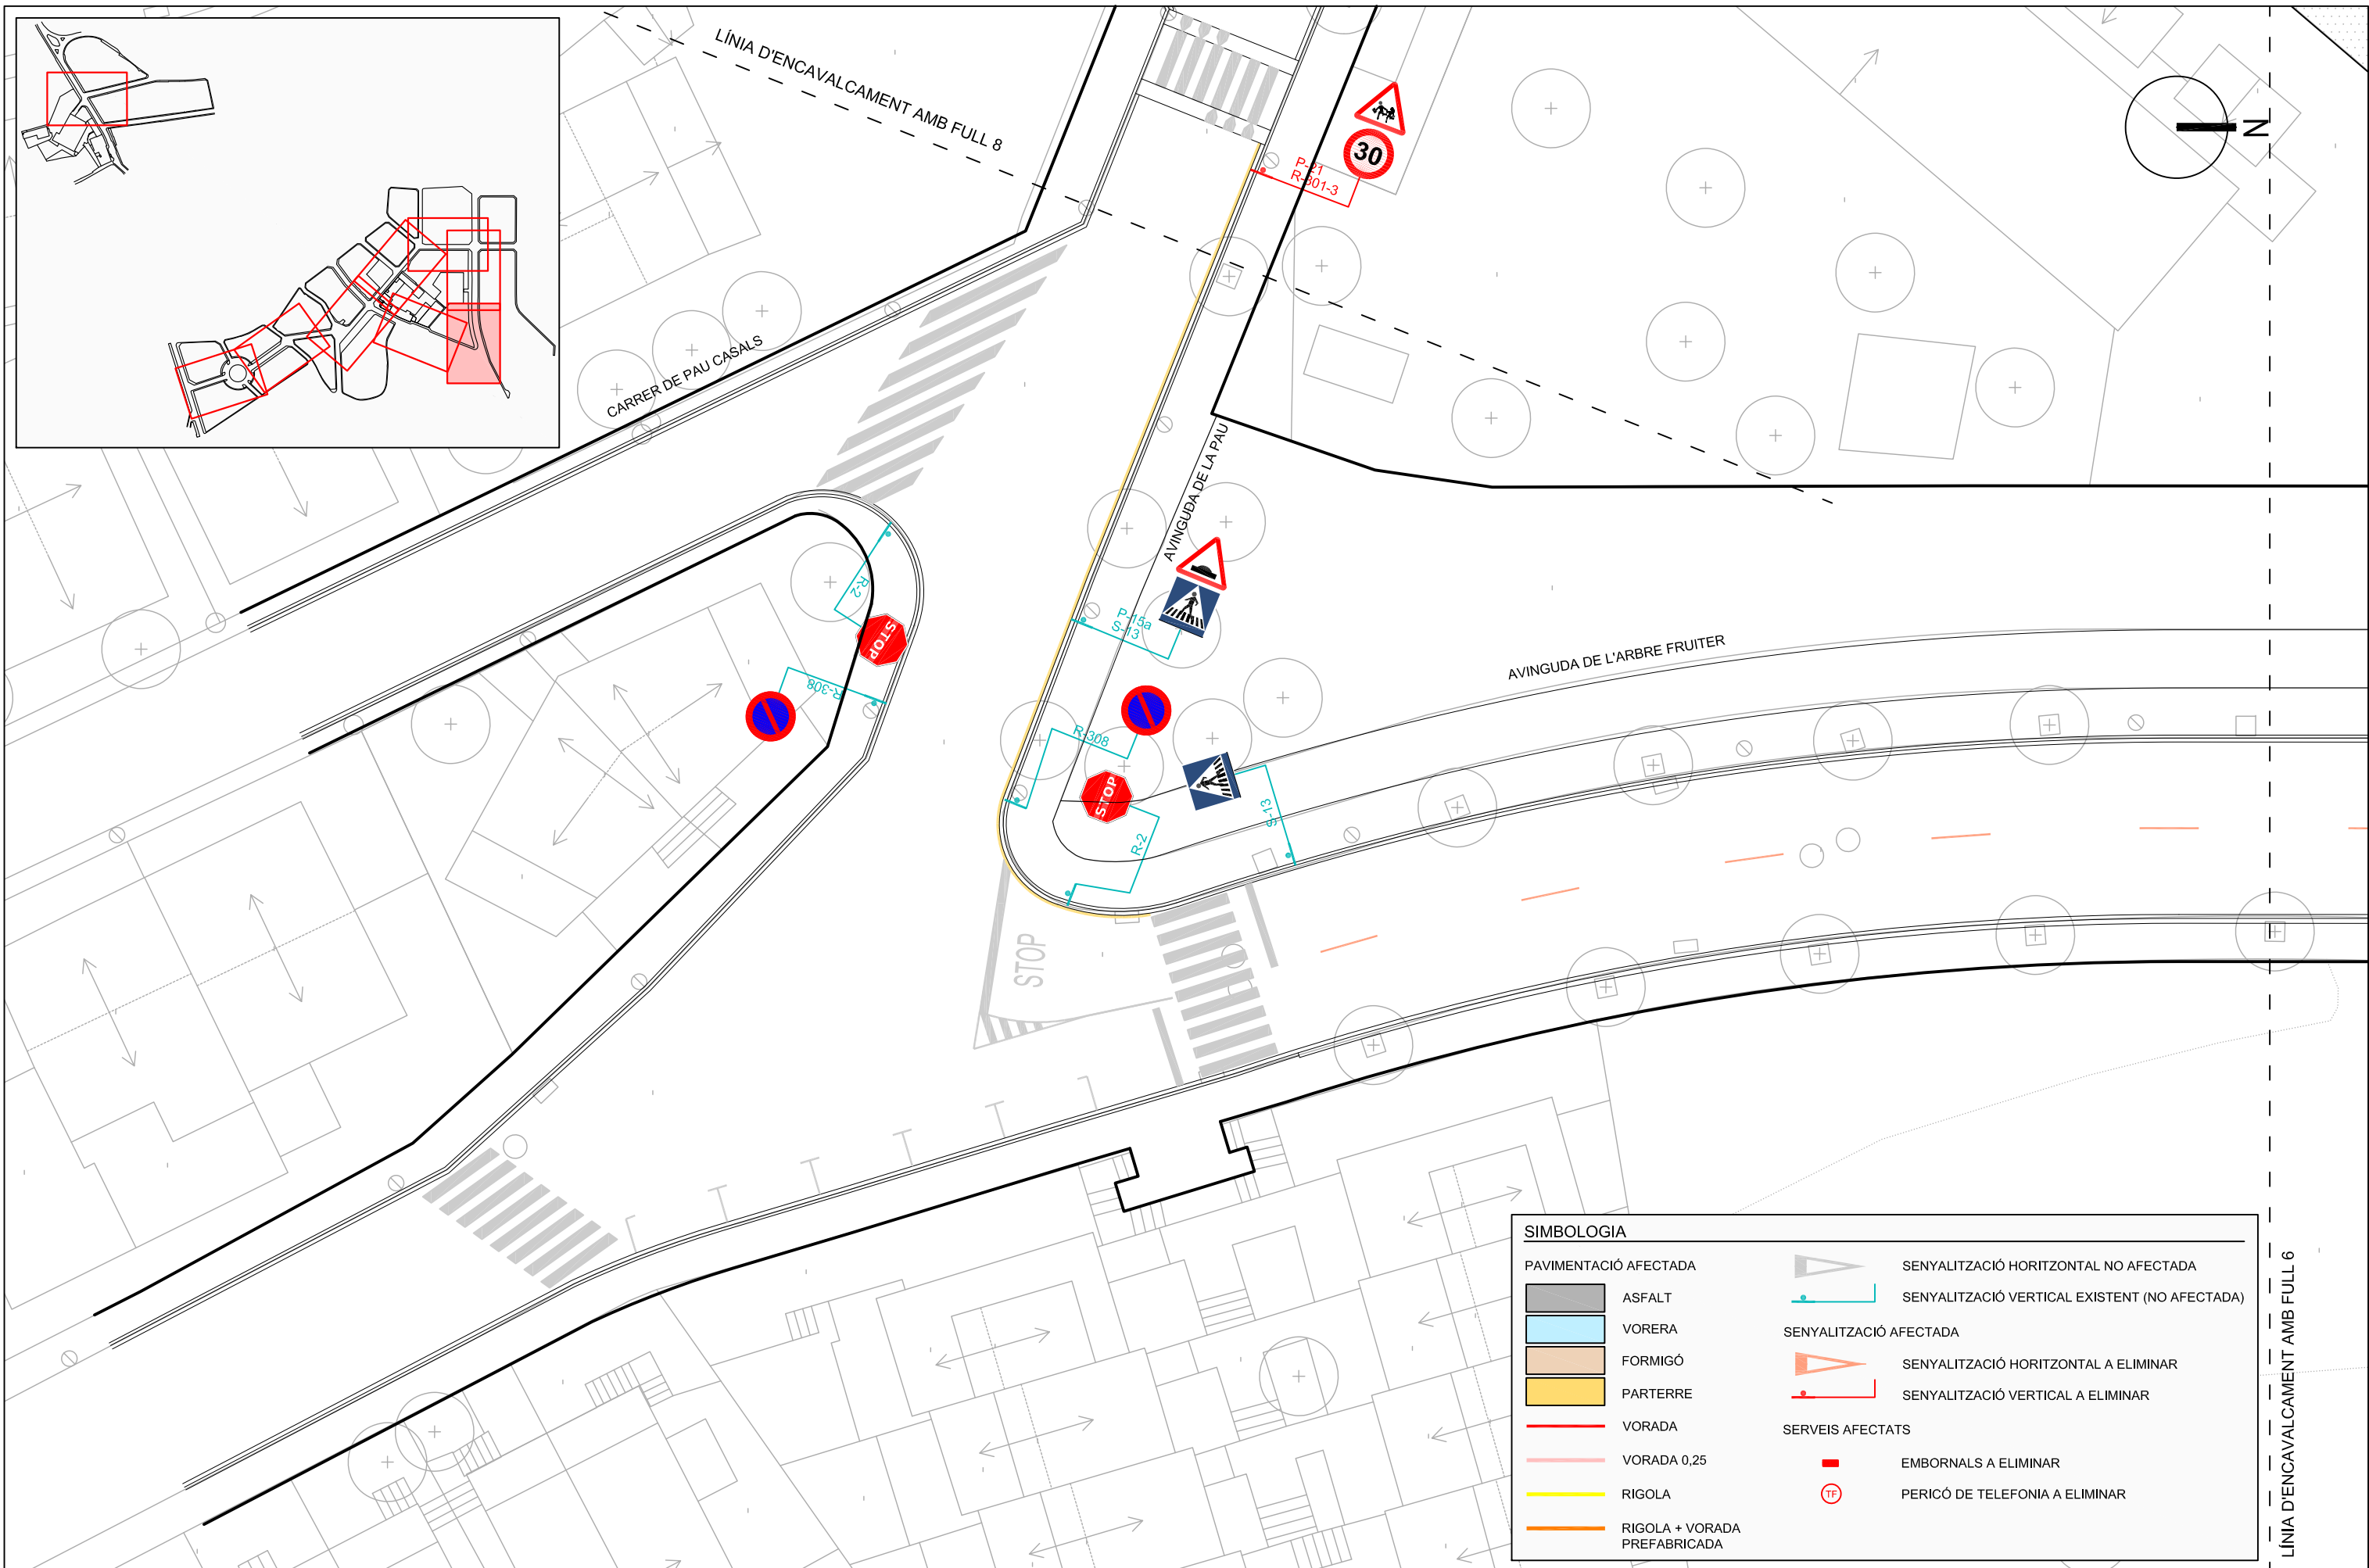 LÍNIA D'ENCAVALCAMENT AMB FULL 8
N
30
P-21
R-301-3
CARRER DE PAU CASALS
AVINGUDA DE LA PAU
R-2
STOP
R-308
P-15a
S-13
AVINGUDA DE L'ARBRE FRUITER
R-308
STOP
R-2
S-13
STOP
SIMBOLOGIA
PAVIMENTACIÓ AFECTADA
ASFALT
VORERA
FORMIGÓ
PARTERRE
VORADA
VORADA 0,25
RIGOLA
RIGOLA + VORADA
PREFABRICADA
SENYALITZACIÓ HORITZONTAL NO AFECTADA
SENYALITZACIÓ VERTICAL EXISTENT (NO AFECTADA)
SENYALITZACIÓ AFECTADA
SENYALITZACIÓ HORITZONTAL A ELIMINAR
SENYALITZACIÓ VERTICAL A ELIMINAR
SERVEIS AFECTATS
EMBORNALS A ELIMINAR
TF
PERICÓ DE TELEFONIA A ELIMINAR
LÍNIA D'ENCAVALCAMENT AMB FULL 6